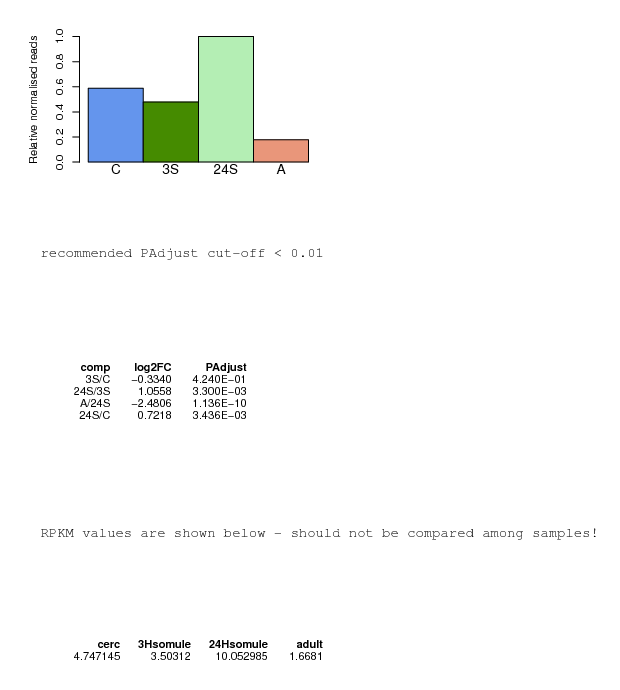 Relative normalised reads
1.0
0.8
0.6
0.4
0.2
0.0
C 3S 24S A
recommended PAdjust cut-off < 0.01
comp log2FC PAdjust
3S/C −0.3340 4.240E−01
24S/3S 1.0558 3.300E−03
A/24S −2.4806 1.136E−10
24S/C 0.7218 3.436E−03
RPKM values are shown below - should not be compared among samples!
cerc 3Hsomule 24Hsomule adult
4.747145 3.50312 10.052985 1.6681